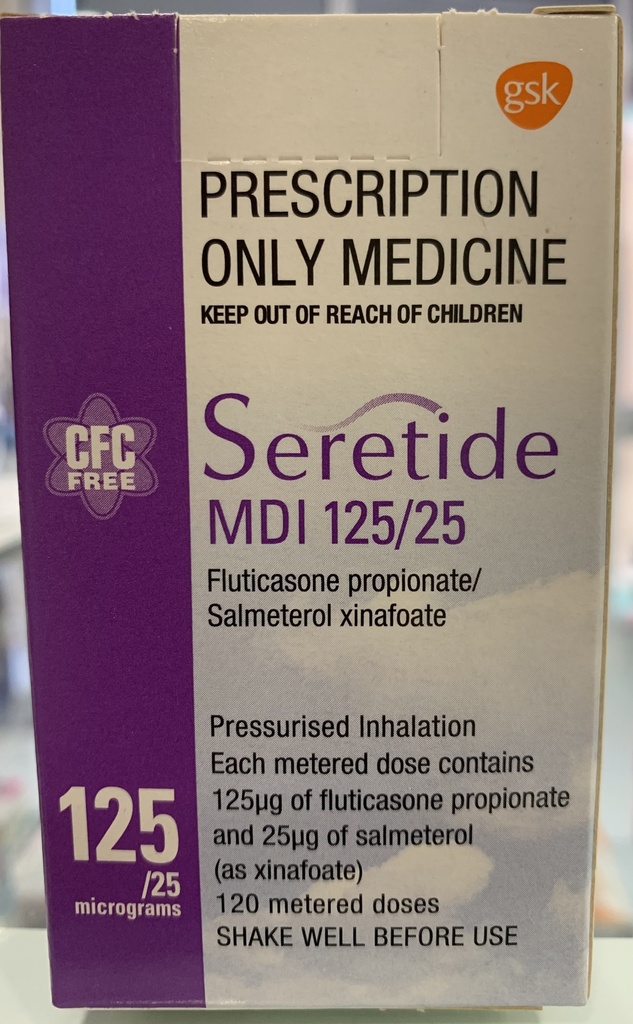 gsk
PRESCRIPTION
ONLY MEDICINE
KEEP OUT OF REACH OF CHILDREN
CFC
FREE
Seretide
MDI 125/25
Fluticasone propionate/
Salmeterol xinafoate
Pressurised Inhalation
Each metered dose contains
125µg of fluticasone propionate
and 25µg of salmeterol
(as xinafoate)
120 metered doses
SHAKE WELL BEFORE USE
125
/25
micrograms